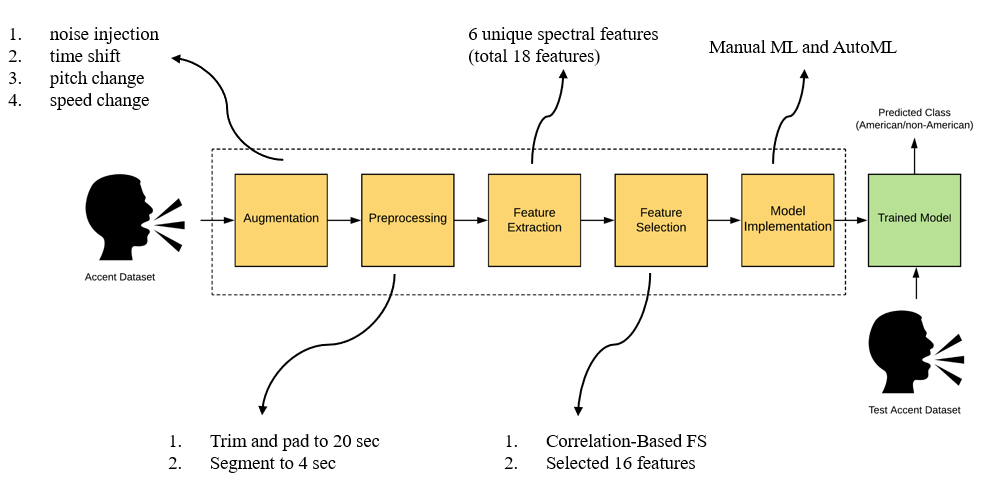 1. noise injection
2. time shift
3. pitch change
4. speed change
6 unique spectral features
(total 18 features)
Manual ML and AutoML
Predicted Class
(American/non-American)
Accent Dataset
Augmentation
Preprocessing
Feature
Extraction
Feature
Selection
Model
Implementation
Trained Model
Test Accent Dataset
1. Trim and pad to 20 sec
2. Segment to 4 sec
1. Correlation-Based FS
2. Selected 16 features